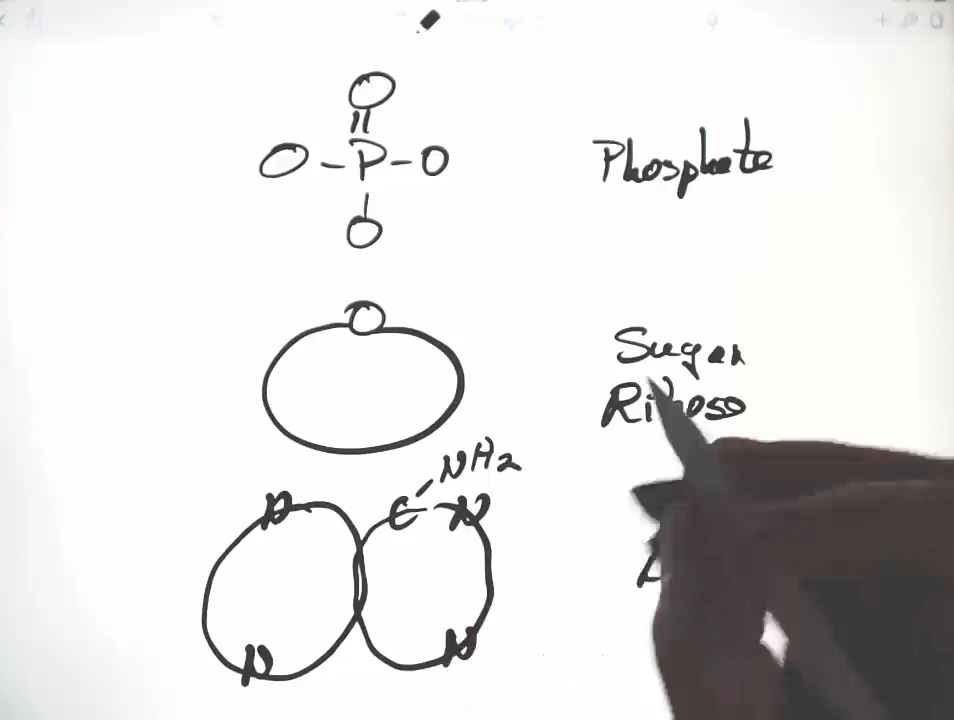 O
||
O - P - O
|
O
Phosphate
O
Sugar
Ribose
NH2
N C - N
N N